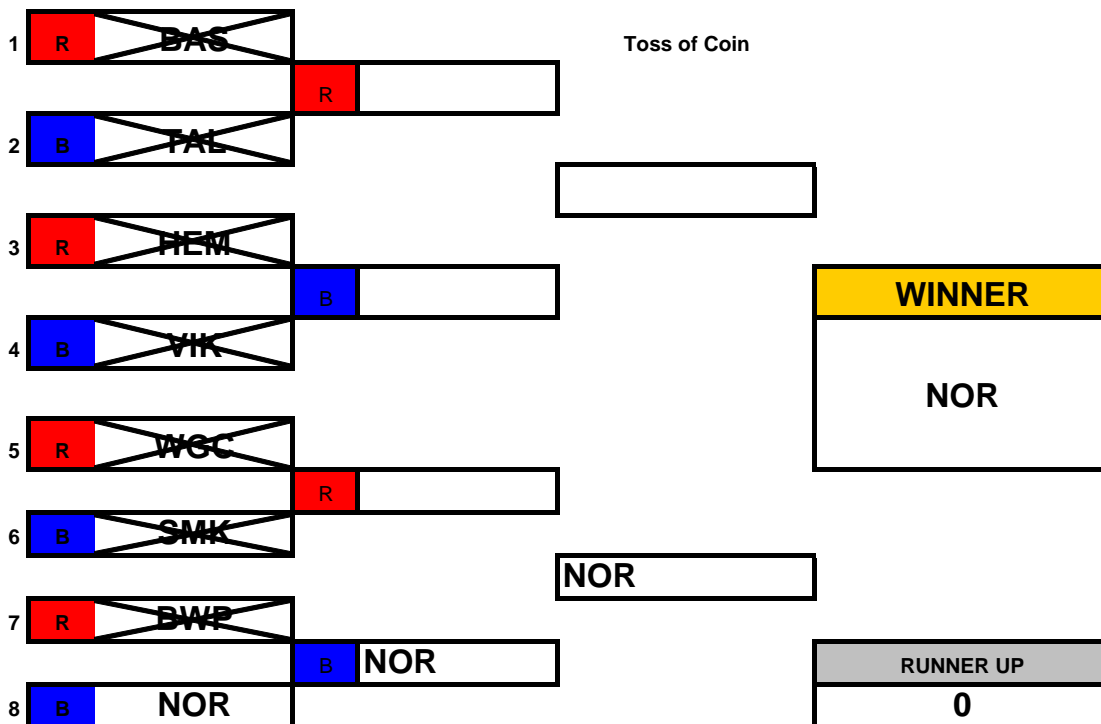 1 R BAS Toss of Coin
R
2 B TAL
3 R HEM
B WINNER
4 B VIK
NOR
5 R WGC
R
6 B SMK
NOR
7 R BWP
B NOR RUNNER UP
8 B NOR 0